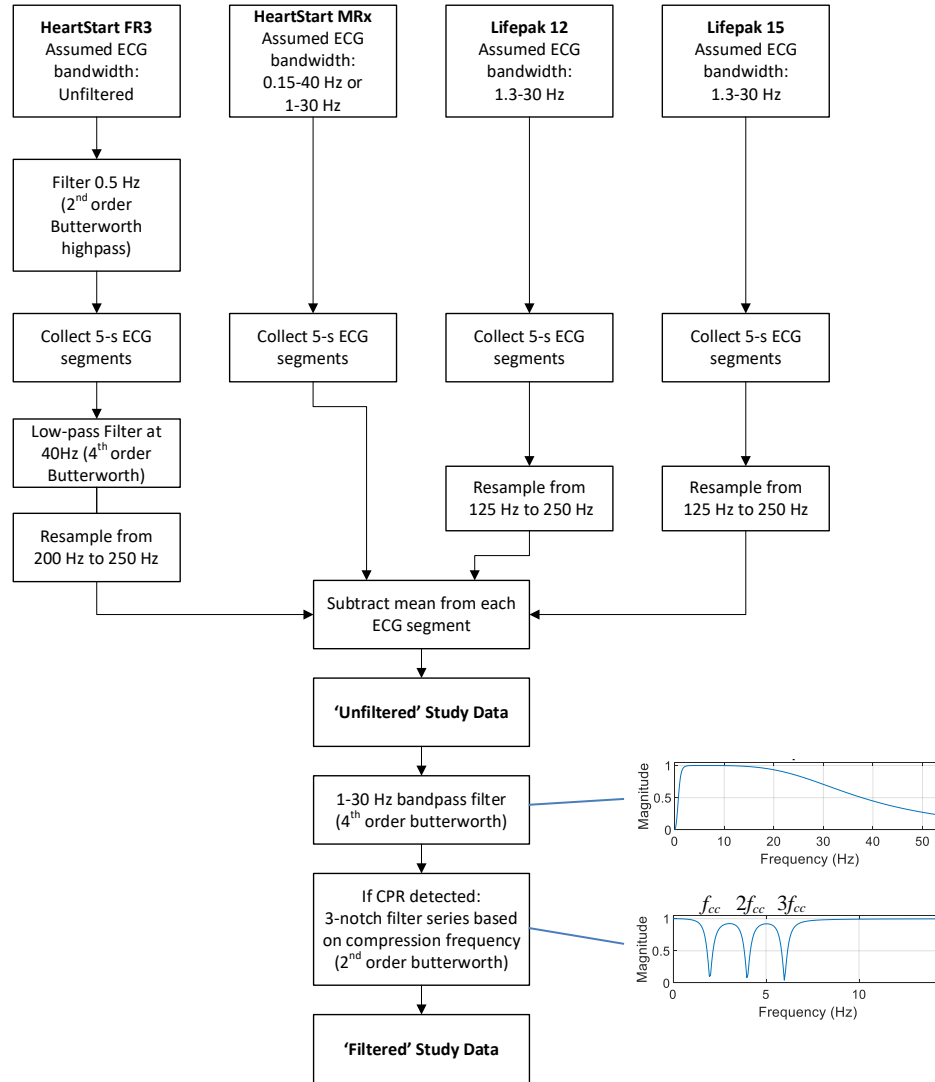 HeartStart FR3
Assumed ECG
bandwidth:
Unfiltered
HeartStart MRx
Assumed ECG
bandwidth:
0.15-40 Hz or
1-30 Hz
Lifepak 12
Assumed ECG
bandwidth:
1.3-30 Hz
Lifepak 15
Assumed ECG
bandwidth:
1.3-30 Hz
Filter 0.5 Hz
(2nd order
Butterworth
highpass)
Collect 5-s ECG
segments
Collect 5-s ECG
segments
Collect 5-s ECG
segments
Collect 5-s ECG
segments
Low-pass Filter at
40Hz (4th order
Butterworth)
Resample from
125 Hz to 250 Hz
Resample from
125 Hz to 250 Hz
Resample from
200 Hz to 250 Hz
Subtract mean from each
ECG segment
‘Unfiltered’ Study Data
1-30 Hz bandpass filter
(4th order butterworth)
Magnitude
1
0.5
0
0 10 20 30 40 50
Frequency (Hz)
If CPR detected:
3-notch filter series based
on compression frequency
(2nd order butterworth)
fcc 2fcc 3fcc
Magnitude
1
0.5
0
0 5 10
Frequency (Hz)
‘Filtered’ Study Data